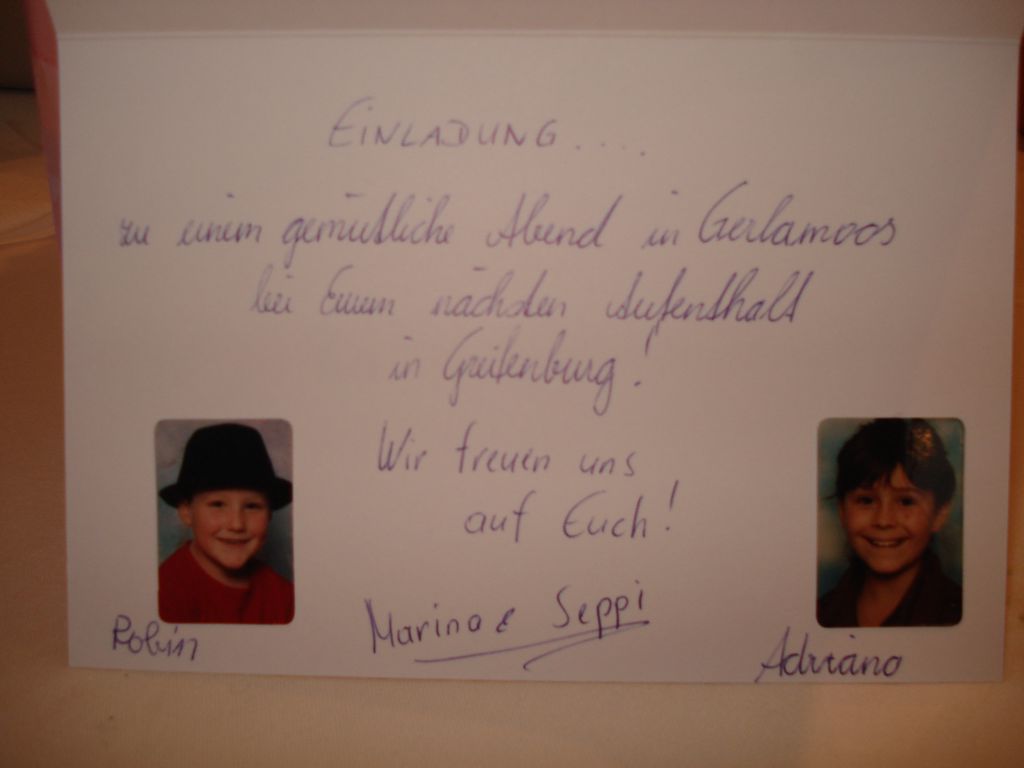 EINLADUNG....
zu einem gemütliche Abend in Gerlamoos
bei Eurem nächsten Aufenthalt
in Greifenburg!
Wir freuen uns
auf Euch!
Marina & Seppi
Robin
Adriano